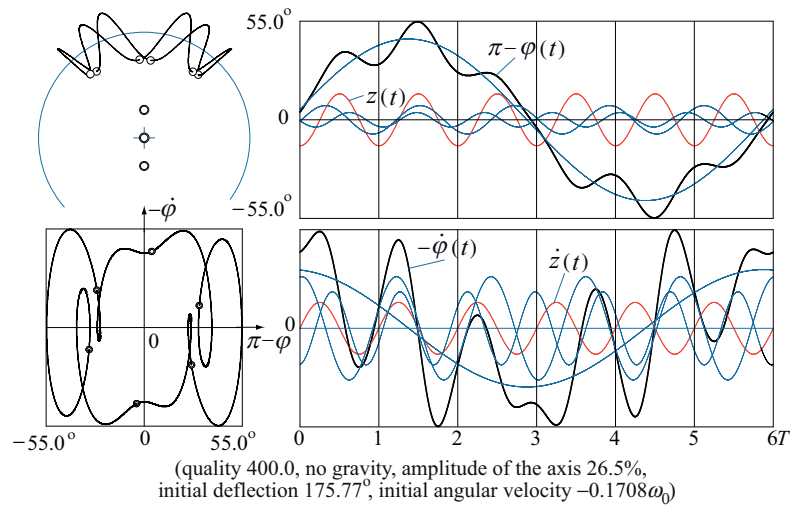 55.0°
π−φ(t)
z(t)
0
−55.0°
−φ̇
0
π−φ
−55.0° 0 55.0°
−φ̇(t)
ż(t)
0
0 1 2 3 4 5 6T
(quality 400.0, no gravity, amplitude of the axis 26.5%,
initial deflection 175.77°, initial angular velocity −0.1708ω₀)